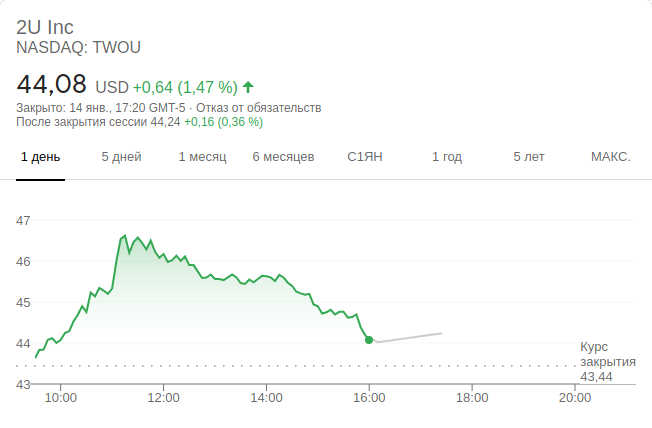 2U Inc
NASDAQ: TWOU
44,08 USD +0,64 (1,47 %)
Закрыто: 14 янв., 17:20 GMT-5 · Отказ от обязательств
После закрытия сессии 44,24 +0,16 (0,36 %)
1 день 5 дней 1 месяц 6 месяцев С1ЯН 1 год 5 лет МАКС.
47
46
45
44
Курс
закрытия
43,44
43
10:00 12:00 14:00 16:00 18:00 20:00